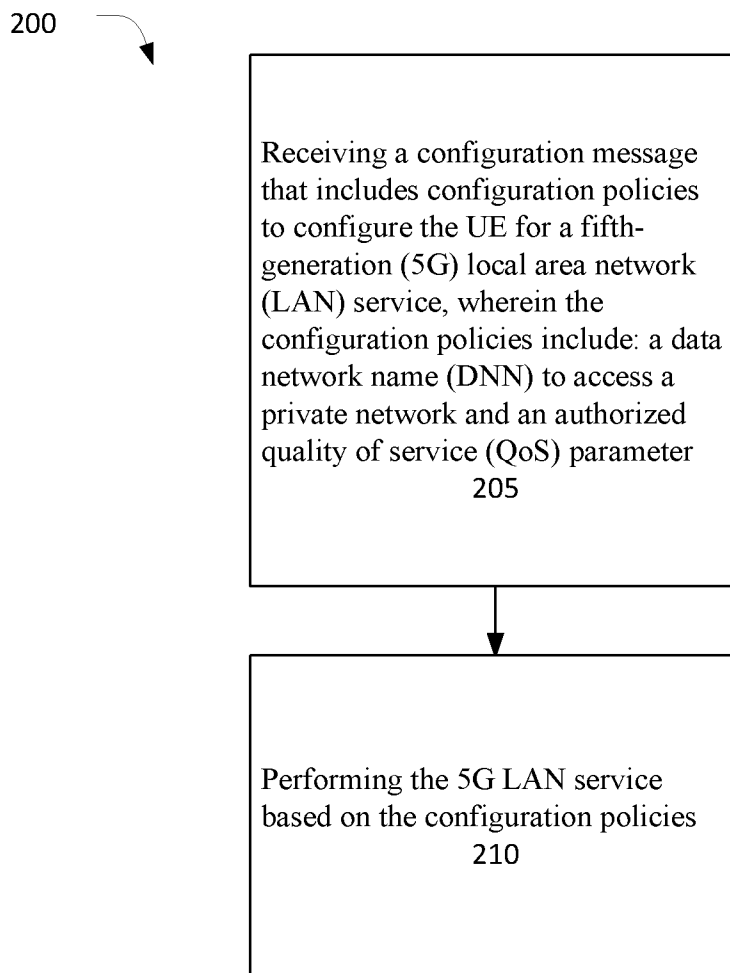 200
Receiving a configuration message
that includes configuration policies
to configure the UE for a fifth-
generation (5G) local area network
(LAN) service, wherein the
configuration policies include: a data
network name (DNN) to access a
private network and an authorized
quality of service (QoS) parameter
205
Performing the 5G LAN service
based on the configuration policies
210